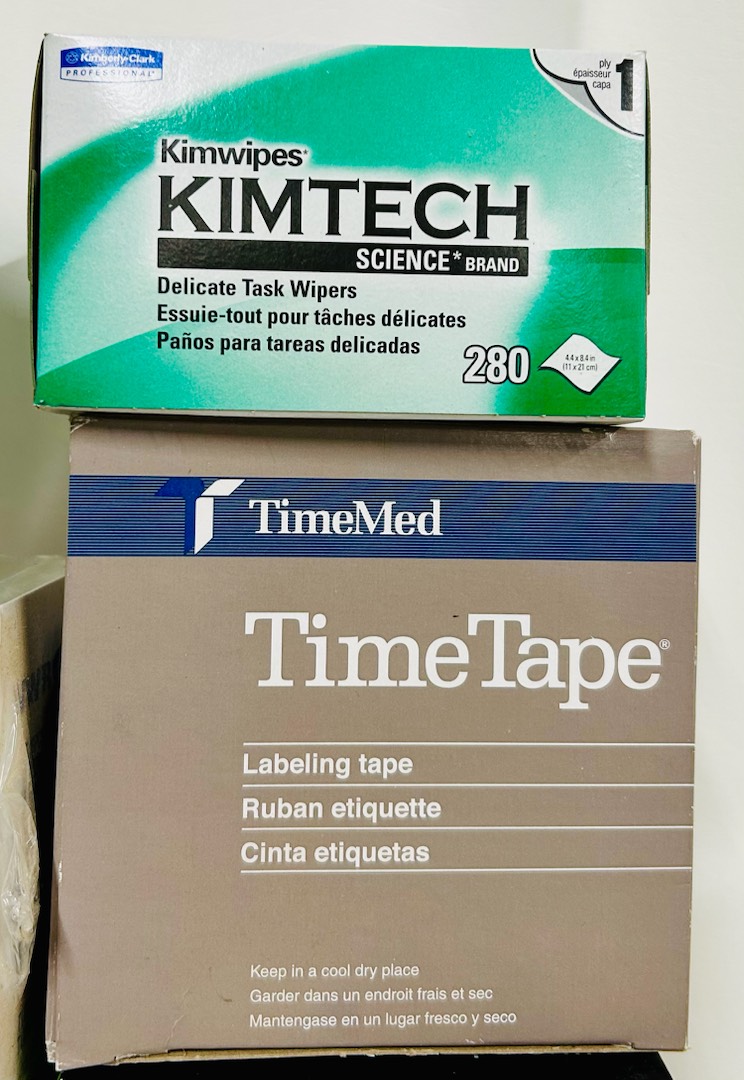 Kimberly-Clark
PROFESSIONAL*
ply
épaisseur
capa
1
Kimwipes*
KIMTECH
SCIENCE* BRAND
Delicate Task Wipers
Essuie-tout pour tâches délicates
Paños para tareas delicadas
280
4.4 x 8.4 in
(11 x 21 cm)
TimeMed
TimeTape®
Labeling tape
Ruban etiquette
Cinta etiquetas
Keep in a cool dry place
Garder dans un endroit frais et sec
Mantengase en un lugar fresco y seco